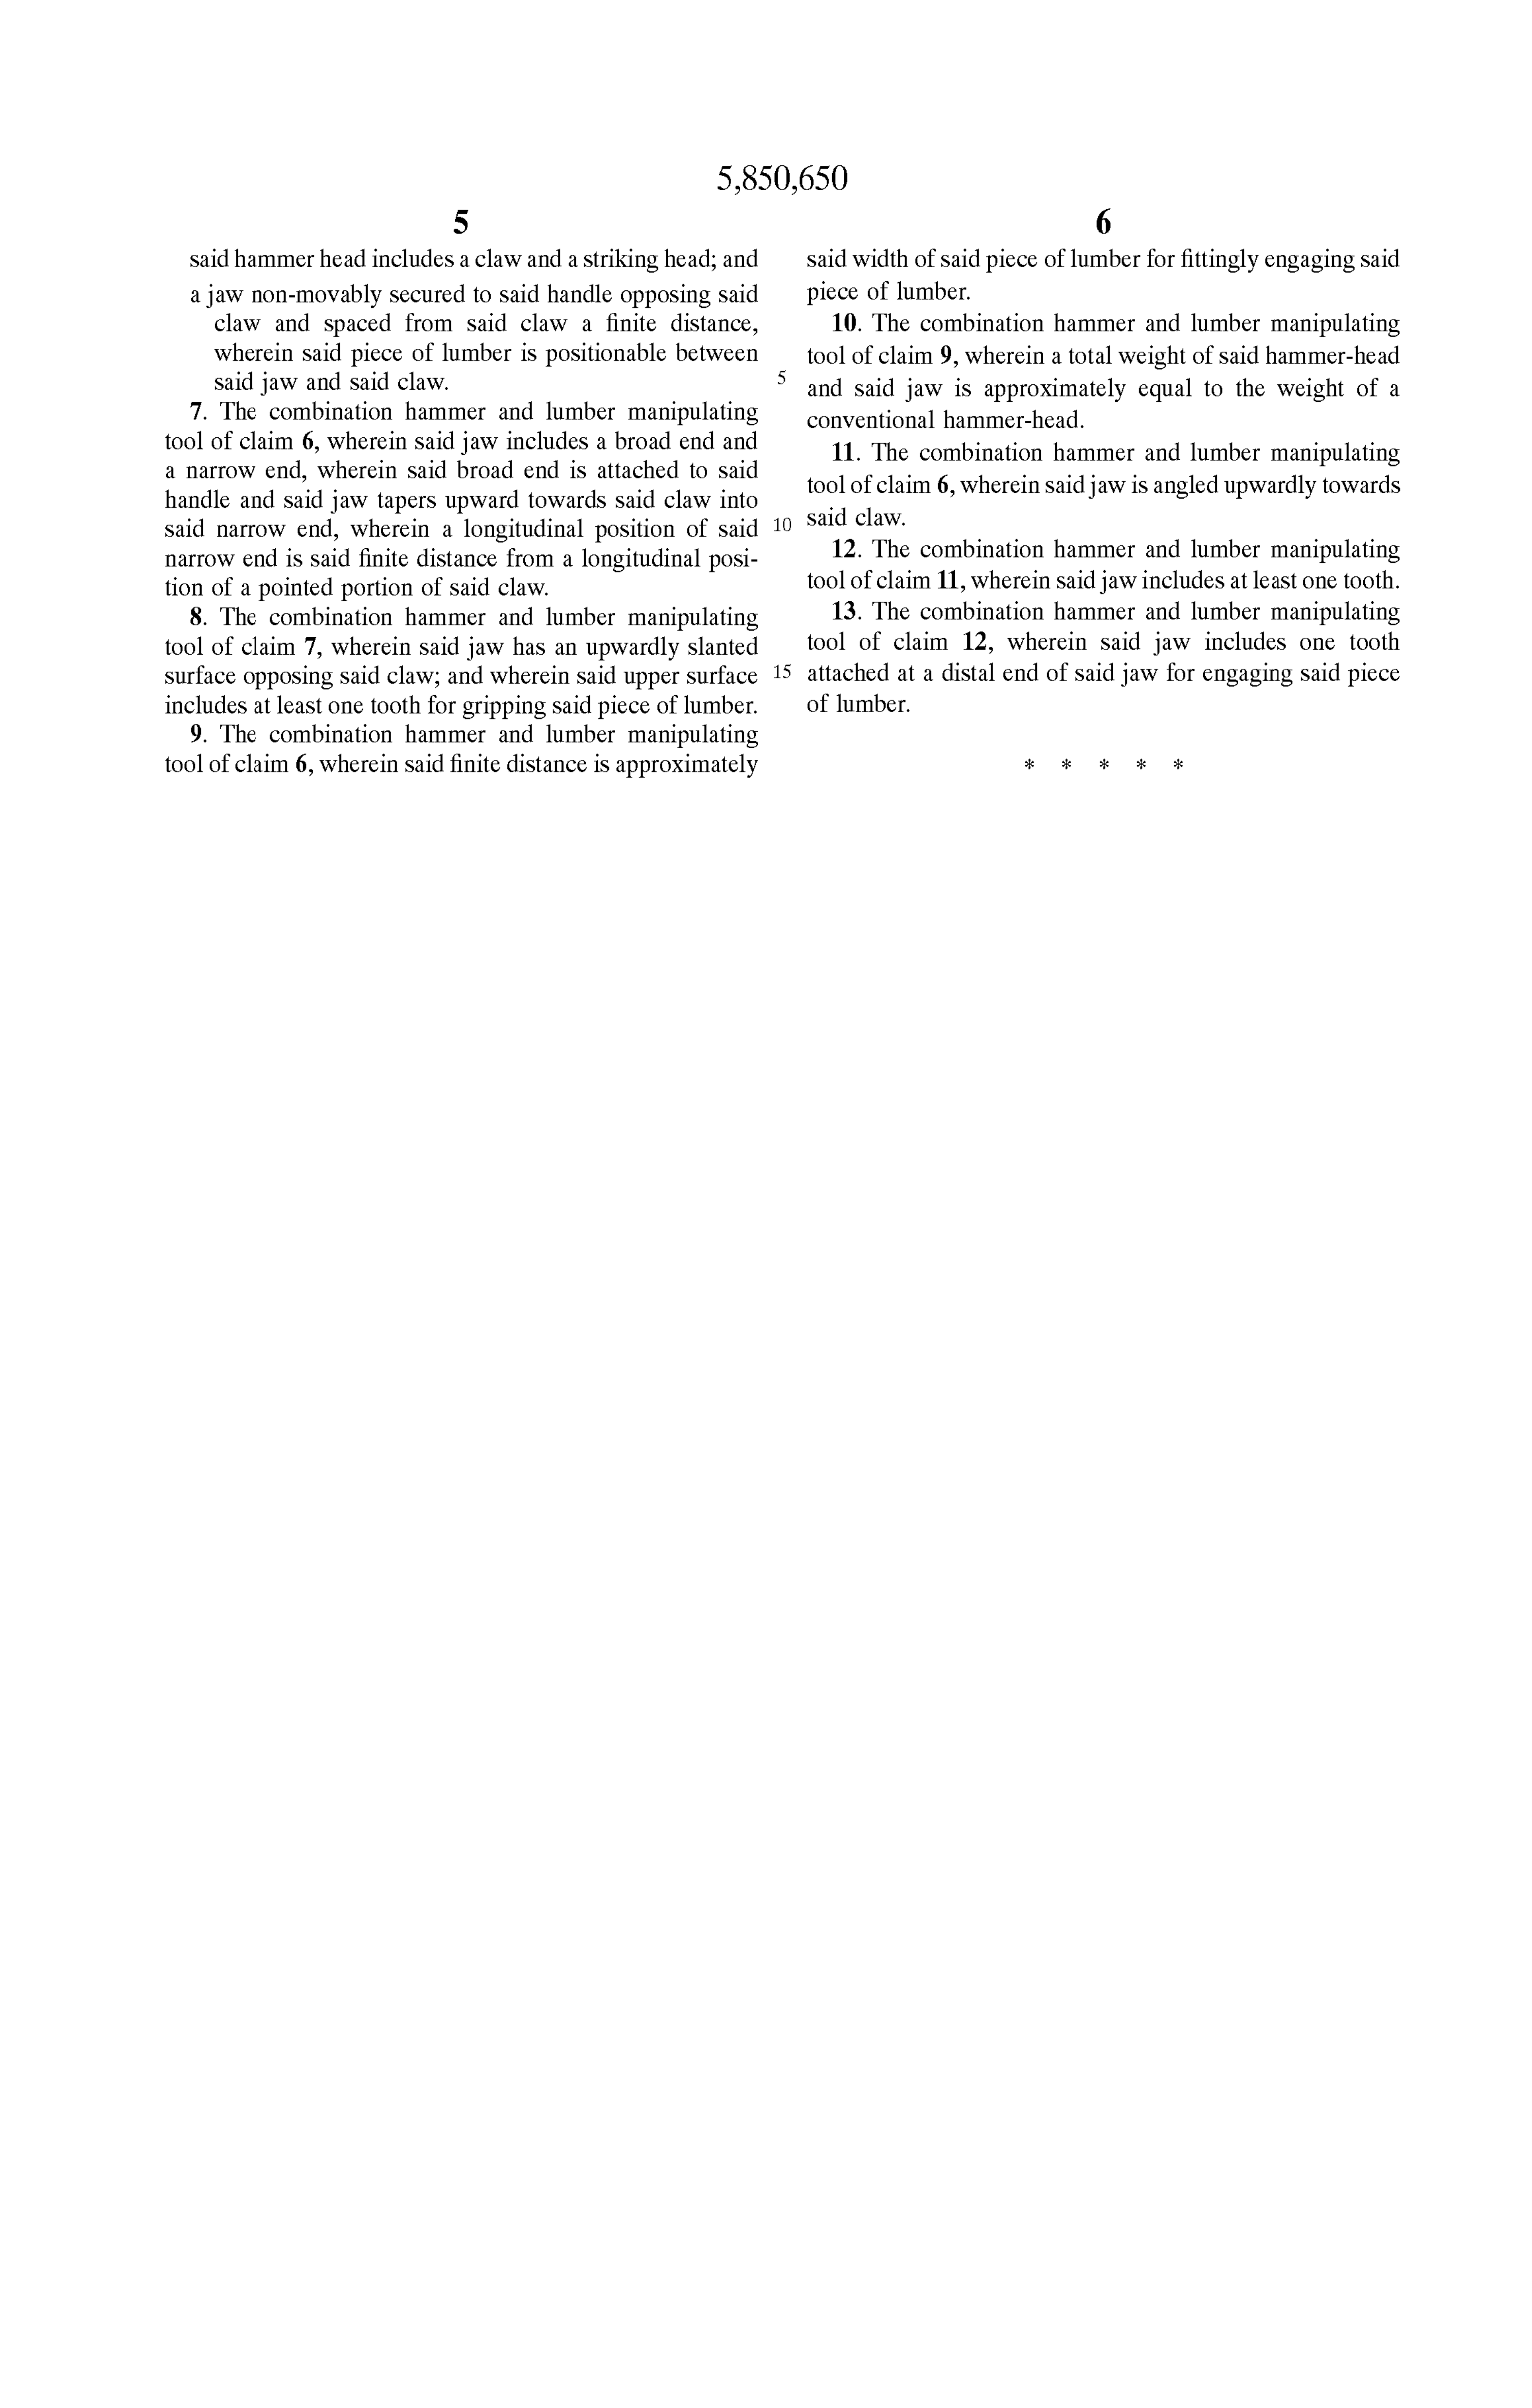 5,850,650
5
said hammer head includes a claw and a striking head; and
a jaw non-movably secured to said handle opposing said
claw and spaced from said claw a finite distance,
wherein said piece of lumber is positionable between
said jaw and said claw.
7. The combination hammer and lumber manipulating
tool of claim 6, wherein said jaw includes a broad end and
a narrow end, wherein said broad end is attached to said
handle and said jaw tapers upward towards said claw into
said narrow end, wherein a longitudinal position of said
narrow end is said finite distance from a longitudinal posi-
tion of a pointed portion of said claw.
8. The combination hammer and lumber manipulating
tool of claim 7, wherein said jaw has an upwardly slanted
surface opposing said claw; and wherein said upper surface
includes at least one tooth for gripping said piece of lumber.
9. The combination hammer and lumber manipulating
tool of claim 6, wherein said finite distance is approximately
5
10
15
6
said width of said piece of lumber for fittingly engaging said
piece of lumber.
10. The combination hammer and lumber manipulating
tool of claim 9, wherein a total weight of said hammer-head
and said jaw is approximately equal to the weight of a
conventional hammer-head.
11. The combination hammer and lumber manipulating
tool of claim 6, wherein said jaw is angled upwardly towards
said claw.
12. The combination hammer and lumber manipulating
tool of claim 11, wherein said jaw includes at least one tooth.
13. The combination hammer and lumber manipulating
tool of claim 12, wherein said jaw includes one tooth
attached at a distal end of said jaw for engaging said piece
of lumber.
* * * * *